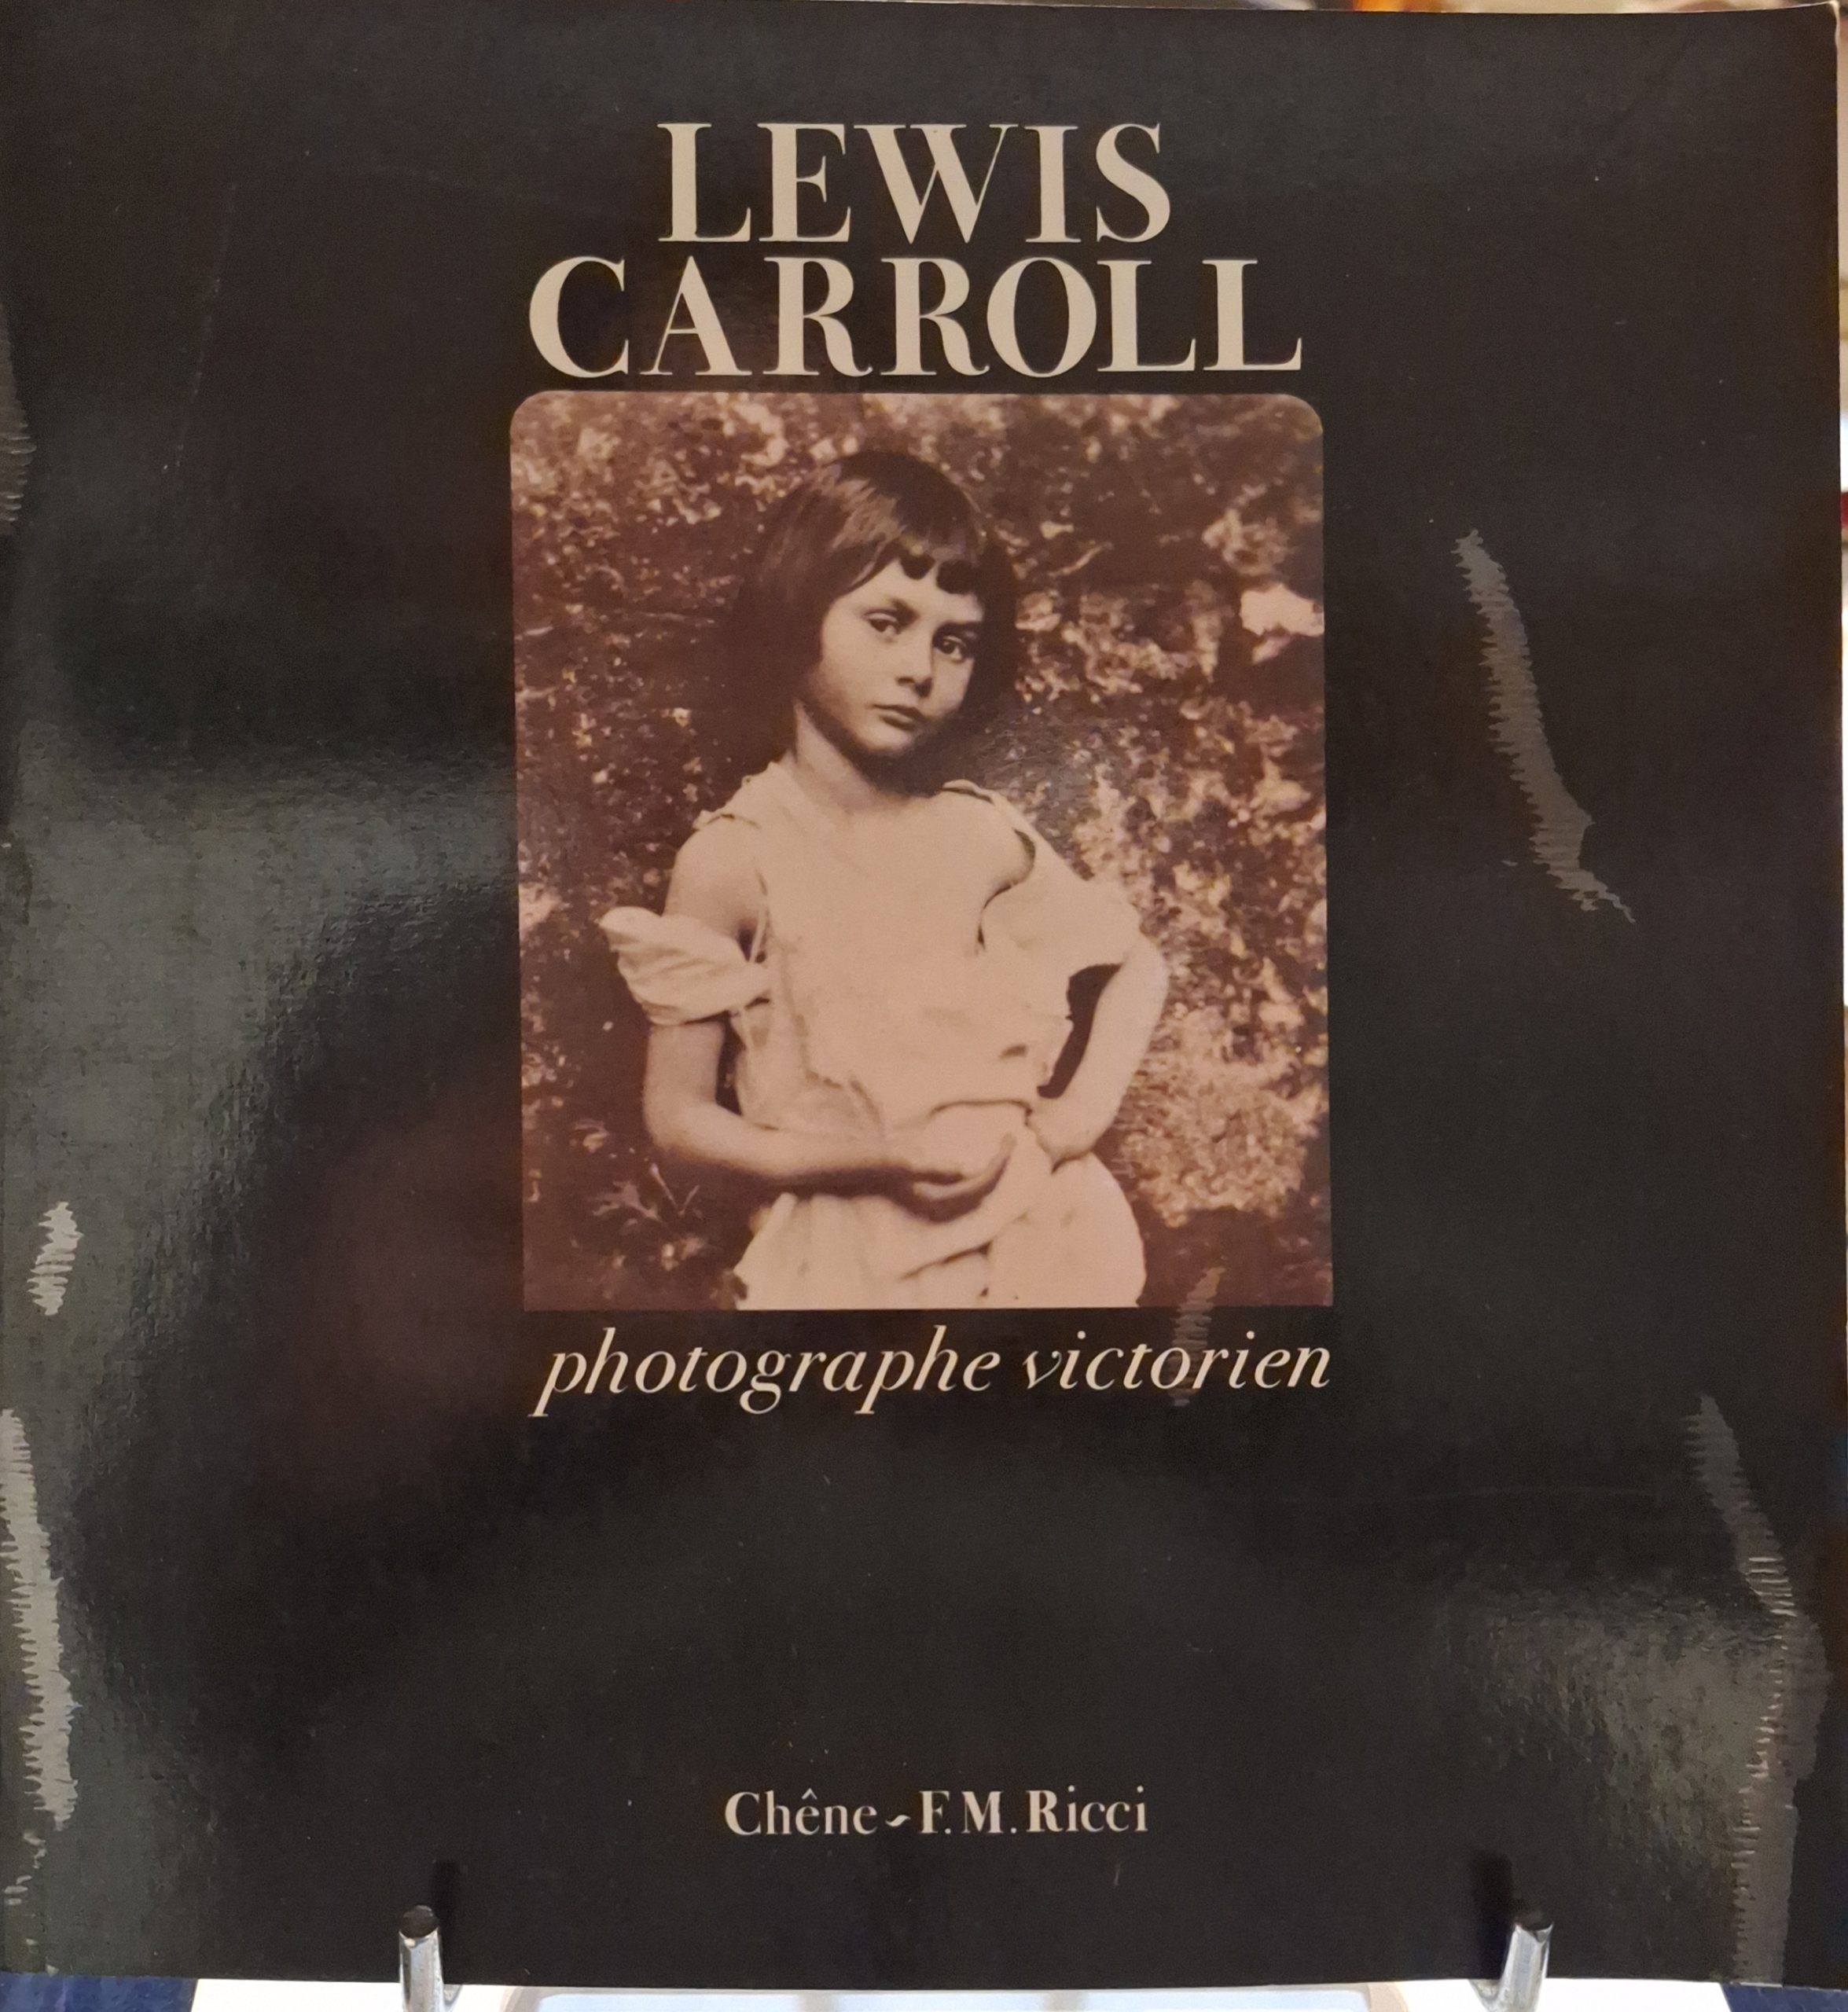 LEWIS
CARROLL
photographe victorien
Chêne ~ F. M. Ricci